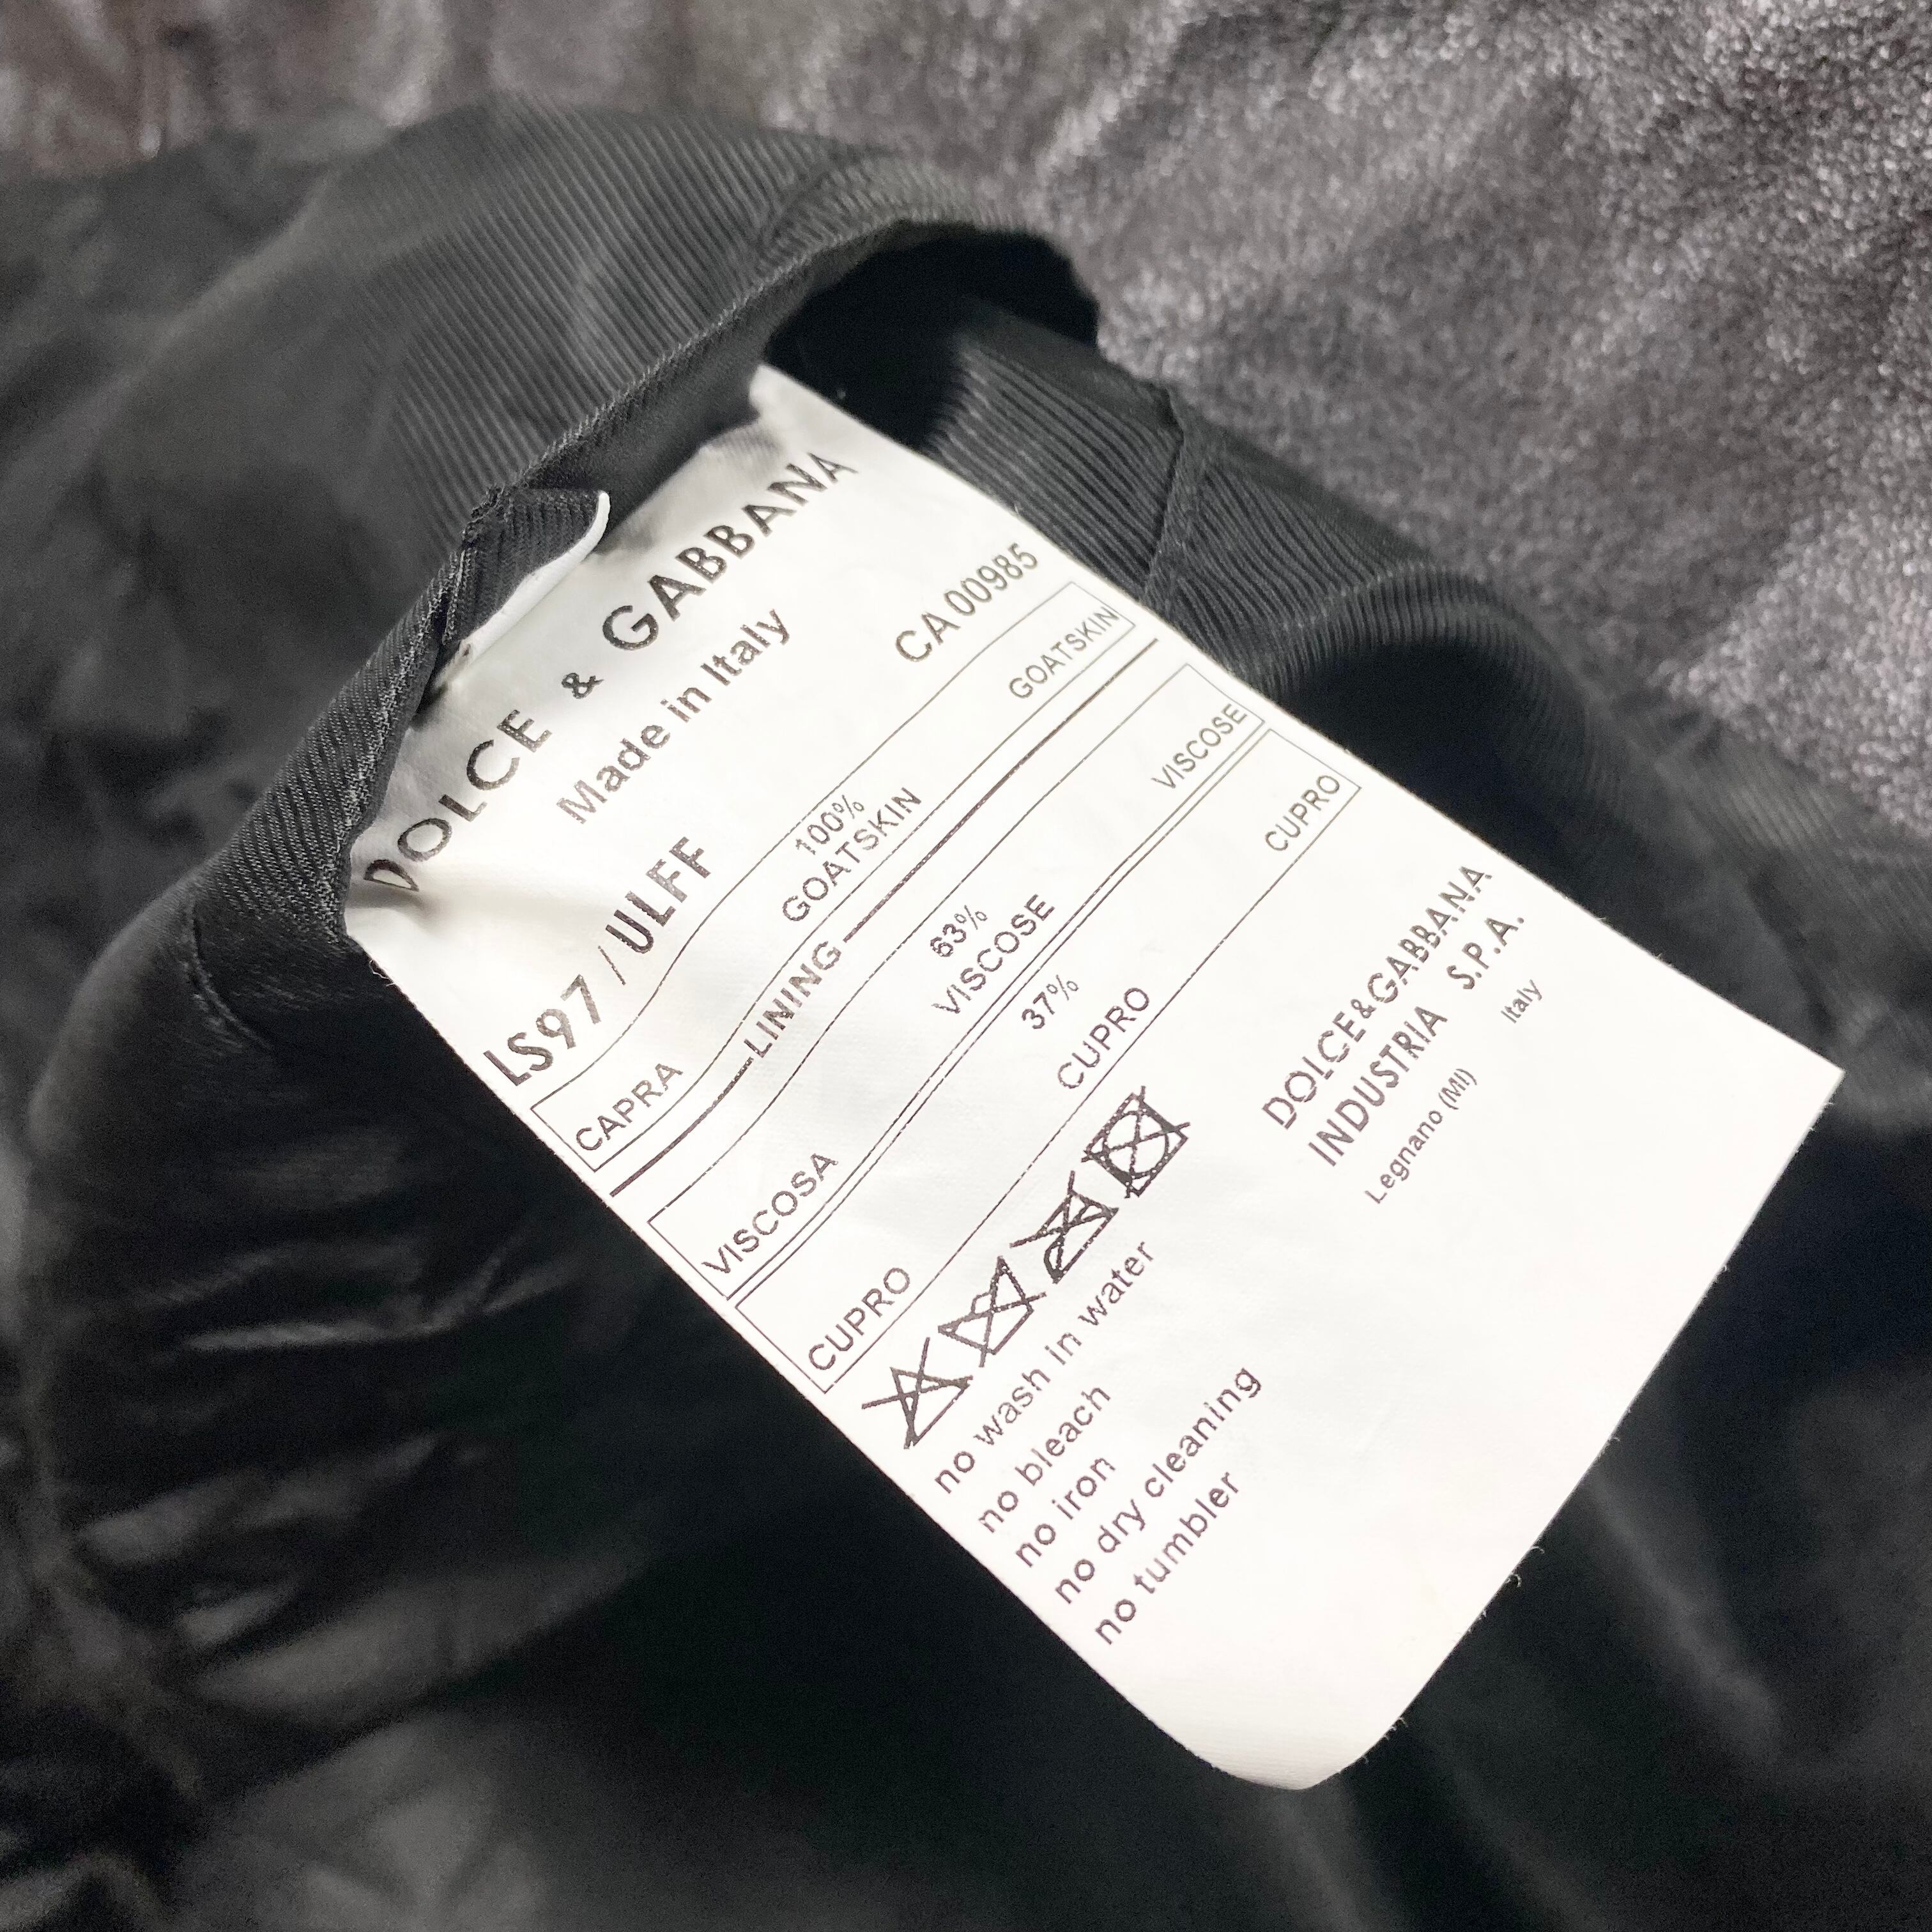 DOLCE & GABBANA
Made in Italy
LS97 / ULFF CA 00985
CAPRA 100% GOATSKIN GOATSKIN
LINING
VISCOSA 63% VISCOSE VISCOSE
CUPRO 37% CUPRO CUPRO
no wash in water
no bleach
no iron
no dry cleaning
no tumbler
DOLCE&GABBANA
INDUSTRIA S.P.A.
Legnano (MI) Italy